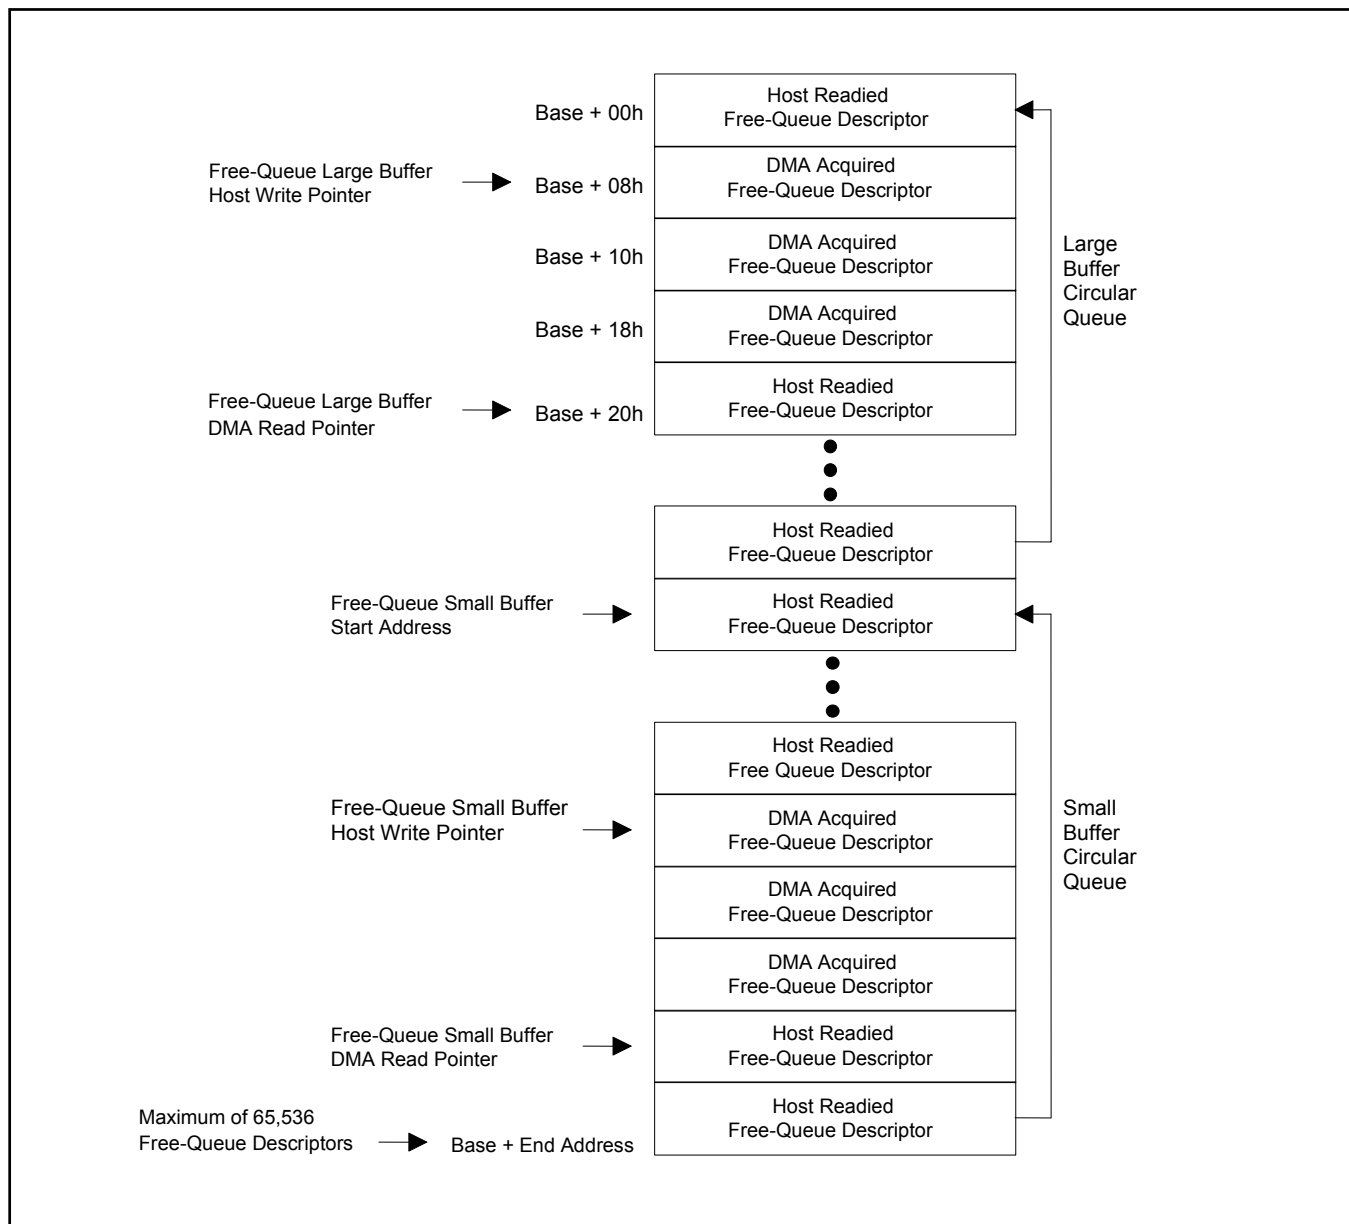 Host Readied
Free-Queue Descriptor
Base + 00h
Free-Queue Large Buffer
Host Write Pointer
Base + 08h
DMA Acquired
Free-Queue Descriptor
Base + 10h
DMA Acquired
Free-Queue Descriptor
Large
Buffer
Circular
Queue
Base + 18h
DMA Acquired
Free-Queue Descriptor
Free-Queue Large Buffer
DMA Read Pointer
Base + 20h
Host Readied
Free-Queue Descriptor
Host Readied
Free-Queue Descriptor
Free-Queue Small Buffer
Start Address
Host Readied
Free-Queue Descriptor
Host Readied
Free Queue Descriptor
Free-Queue Small Buffer
Host Write Pointer
DMA Acquired
Free-Queue Descriptor
Small
Buffer
Circular
Queue
DMA Acquired
Free-Queue Descriptor
DMA Acquired
Free-Queue Descriptor
Free-Queue Small Buffer
DMA Read Pointer
Host Readied
Free-Queue Descriptor
Maximum of 65,536
Free-Queue Descriptors
Base + End Address
Host Readied
Free-Queue Descriptor